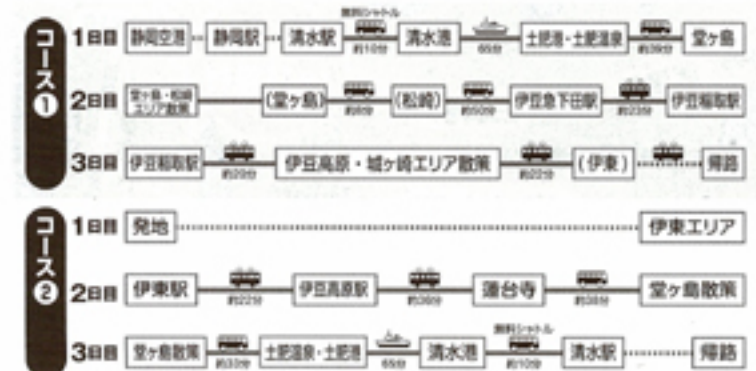 コース①
無料シャトル
1日目 静岡空港 静岡駅 清水駅 約10分 清水港 65分 土肥港・土肥温泉 約39分 堂ヶ島
2日目 堂ヶ島・松崎エリア散策 (堂ヶ島) 約8分 (松崎) 約50分 伊豆急下田駅 約23分 伊豆稲取駅
3日目 伊豆稲取駅 約20分 伊豆高原・城ヶ崎エリア散策 約22分 (伊東) 帰路
コース②
1日目 発地 伊東エリア
2日目 伊東駅 約22分 伊豆高原駅 約36分 蓮台寺 約38分 堂ヶ島散策
無料シャトル
3日目 堂ヶ島散策 約33分 土肥温泉・土肥港 65分 清水港 約10分 清水駅 帰路